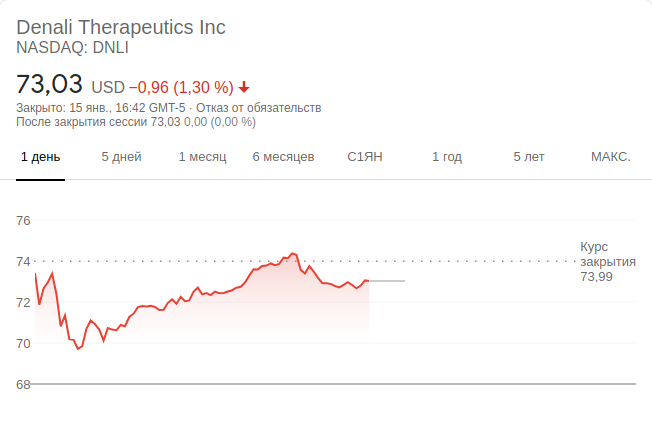 Denali Therapeutics Inc
NASDAQ: DNLI
73,03 USD −0,96 (1,30 %)
Закрыто: 15 янв., 16:42 GMT-5 · Отказ от обязательств
После закрытия сессии 73,03 0,00 (0,00 %)
1 день 5 дней 1 месяц 6 месяцев С1ЯН 1 год 5 лет МАКС.
76
Курс
74 закрытия
73,99
72
70
68